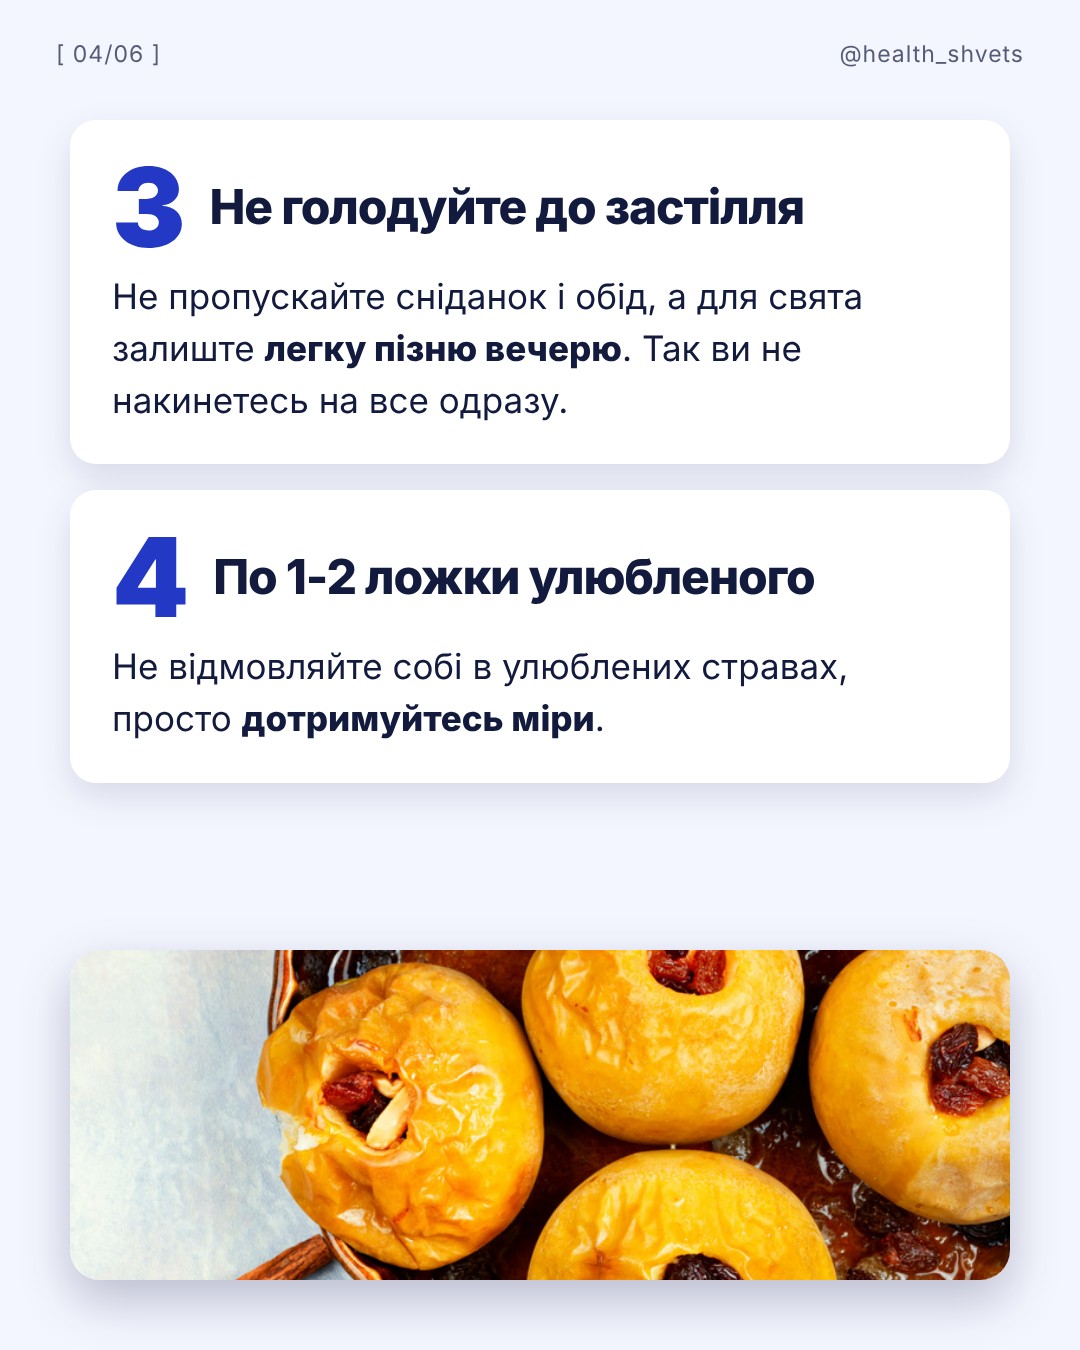 [ 04/06 ]
@health_shvets
3 Не голодуйте до застілля
Не пропускайте сніданок і обід, а для свята
залиште легку пізню вечерю. Так ви не
накинетесь на все одразу.
4 По 1-2 ложки улюбленого
Не відмовляйте собі в улюблених стравах,
просто дотримуйтесь міри.